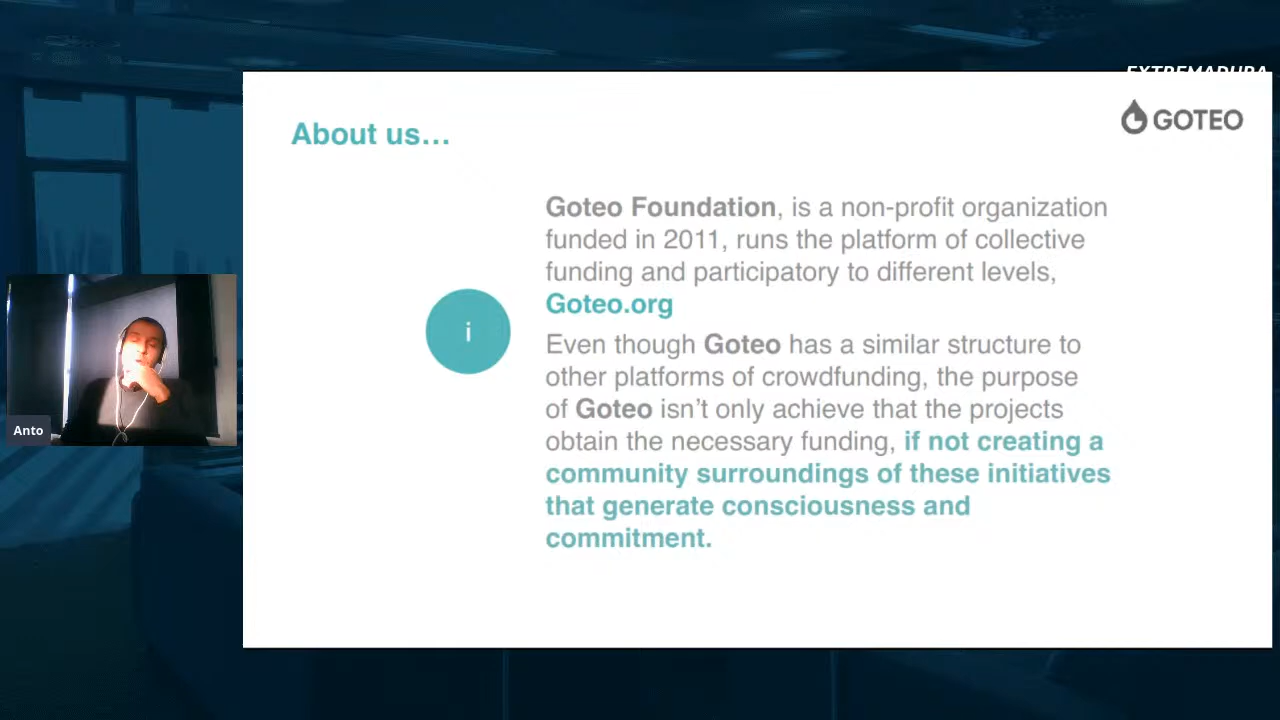 EXTREMADURA
GOTEO
About us...
Goteo Foundation, is a non-profit organization
funded in 2011, runs the platform of collective
funding and participatory to different levels,
Goteo.org
i
Even though Goteo has a similar structure to
other platforms of crowdfunding, the purpose
of Goteo isn't only achieve that the projects
obtain the necessary funding, if not creating a
community surroundings of these initiatives
that generate consciousness and
commitment.
Anto